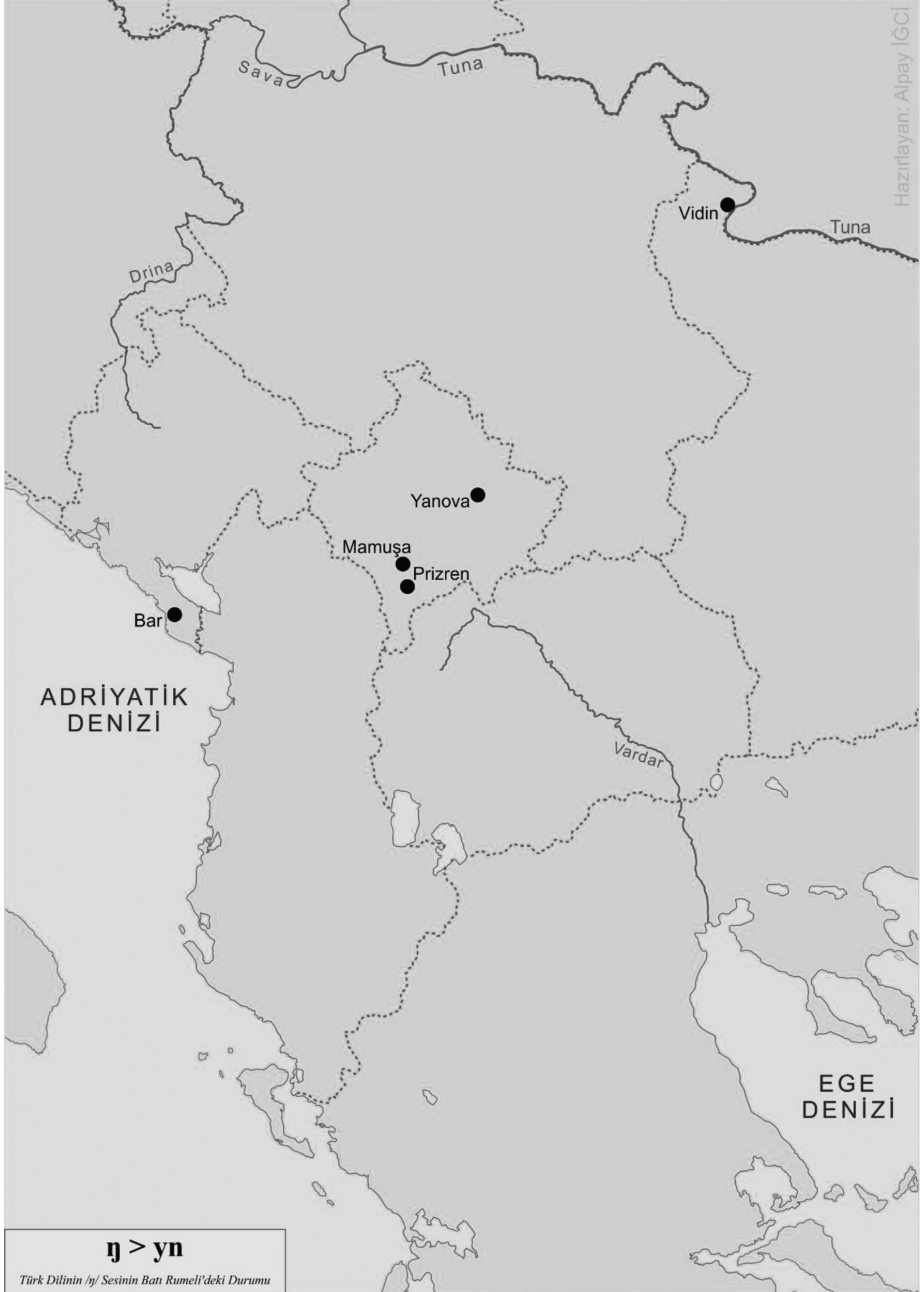 Hazırlayan: Alpay İĞCİ
Sava
Tuna
Vidin
Tuna
Drina
Yanova
Mamuşa
Prizren
Bar
ADRİYATİK
DENİZİ
Vardar
EGE
DENİZİ
ŋ > yn
Türk Dilinin /ŋ/ Sesinin Batı Rumeli'deki Durumu